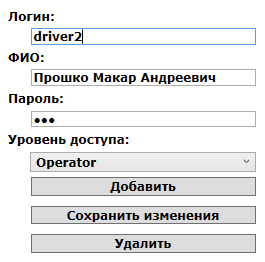 Логин:
driver2
ФИО:
Прошко Макар Андреевич
Пароль:
●●●
Уровень доступа:
Operator
Добавить
Сохранить изменения
Удалить